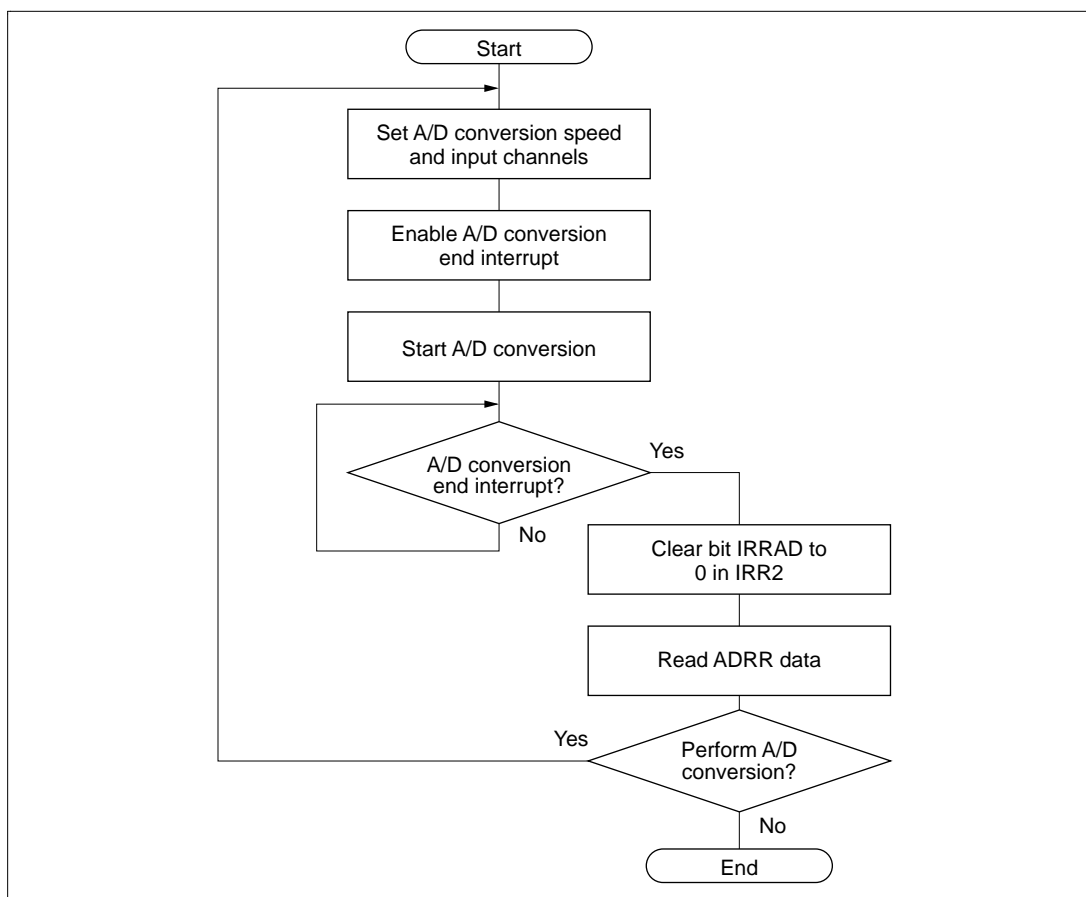 Start
Set A/D conversion speed
and input channels
Enable A/D conversion
end interrupt
Start A/D conversion
A/D conversion
end interrupt?
Yes
No
Clear bit IRRAD to
0 in IRR2
Read ADRR data
Yes
Perform A/D
conversion?
No
End